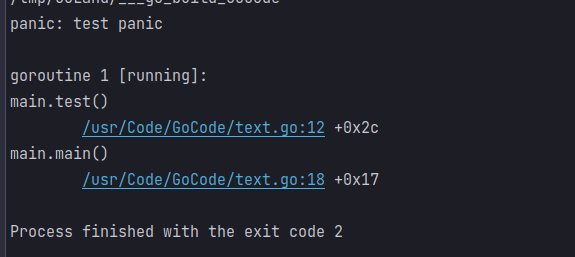 panic: test panic
goroutine 1 [running]:
main.test()
/usr/Code/GoCode/text.go:12 +0x2c
main.main()
/usr/Code/GoCode/text.go:18 +0x17
Process finished with the exit code 2